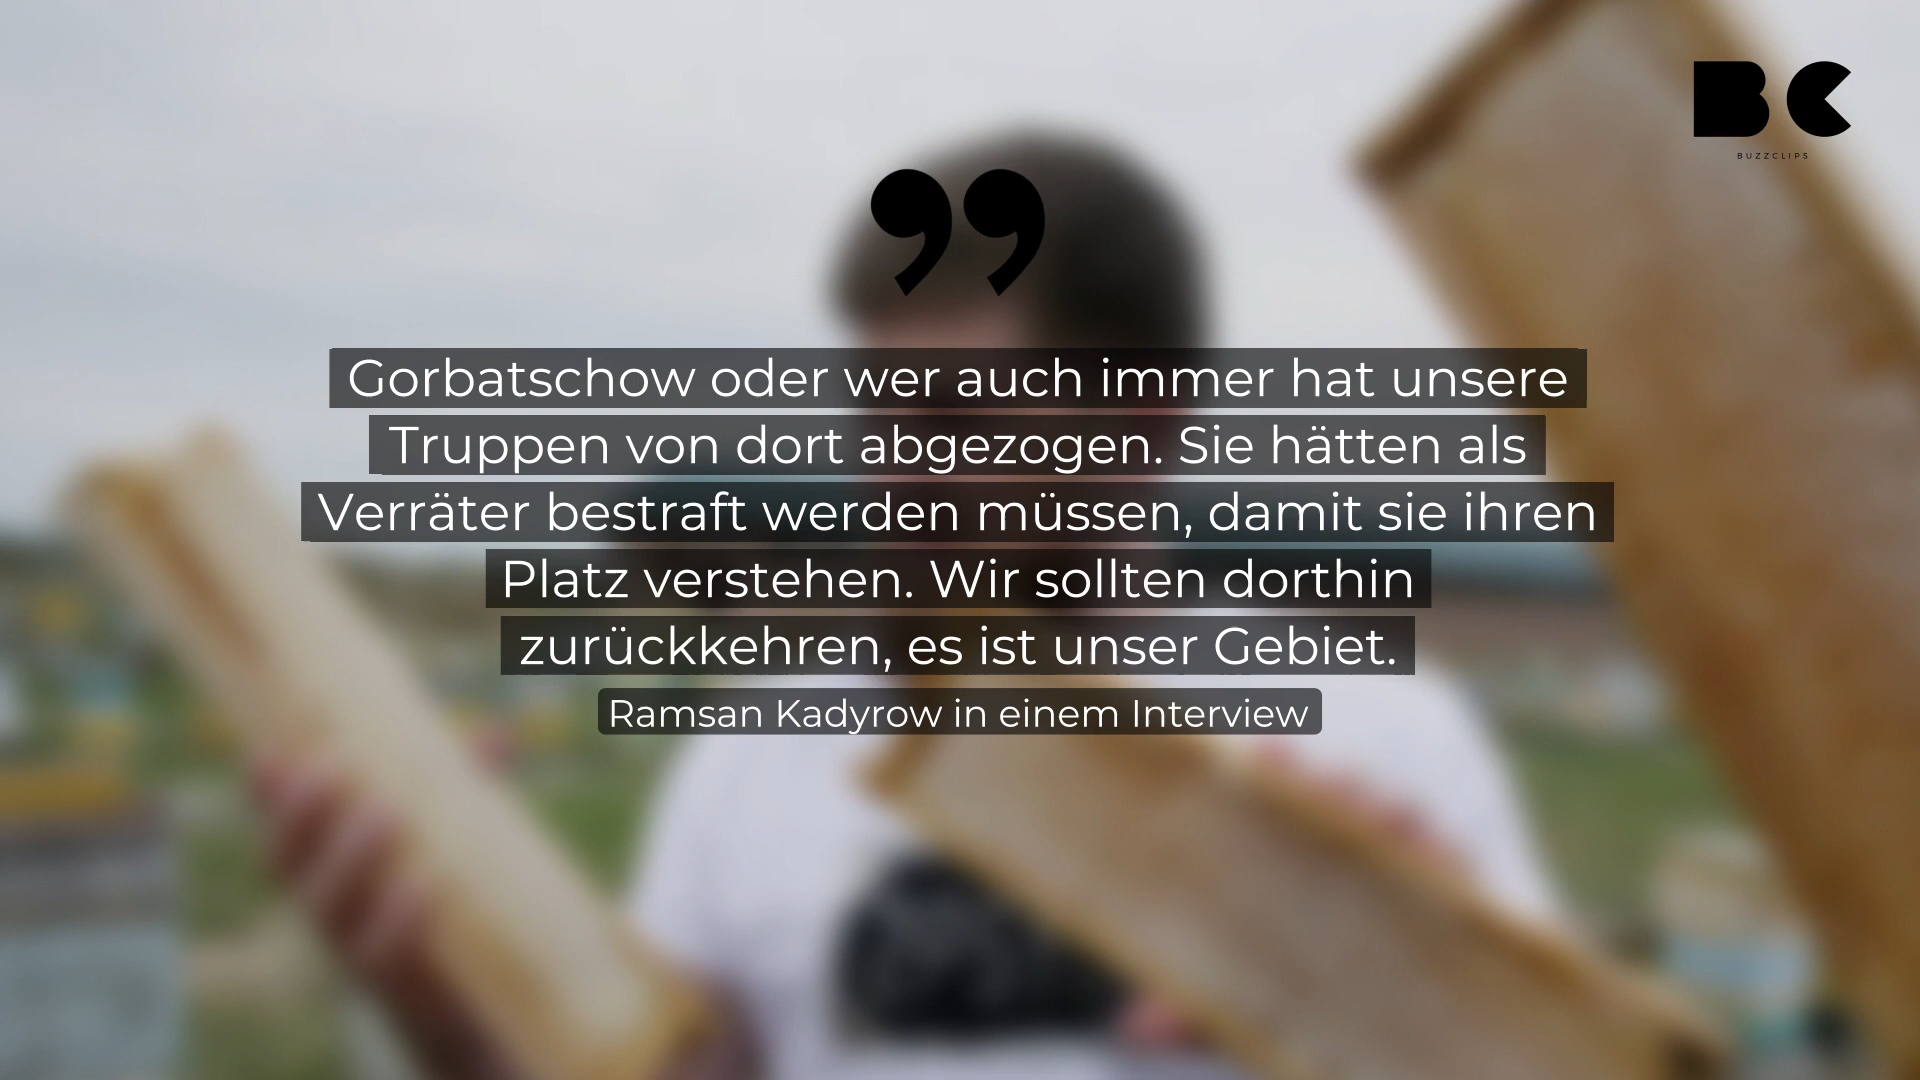 BC
BUZZCLIPS
”
Gorbatschow oder wer auch immer hat unsere
Truppen von dort abgezogen. Sie hätten als
Verräter bestraft werden müssen, damit sie ihren
Platz verstehen. Wir sollten dorthin
zurückkehren, es ist unser Gebiet.
Ramsan Kadyrow in einem Interview